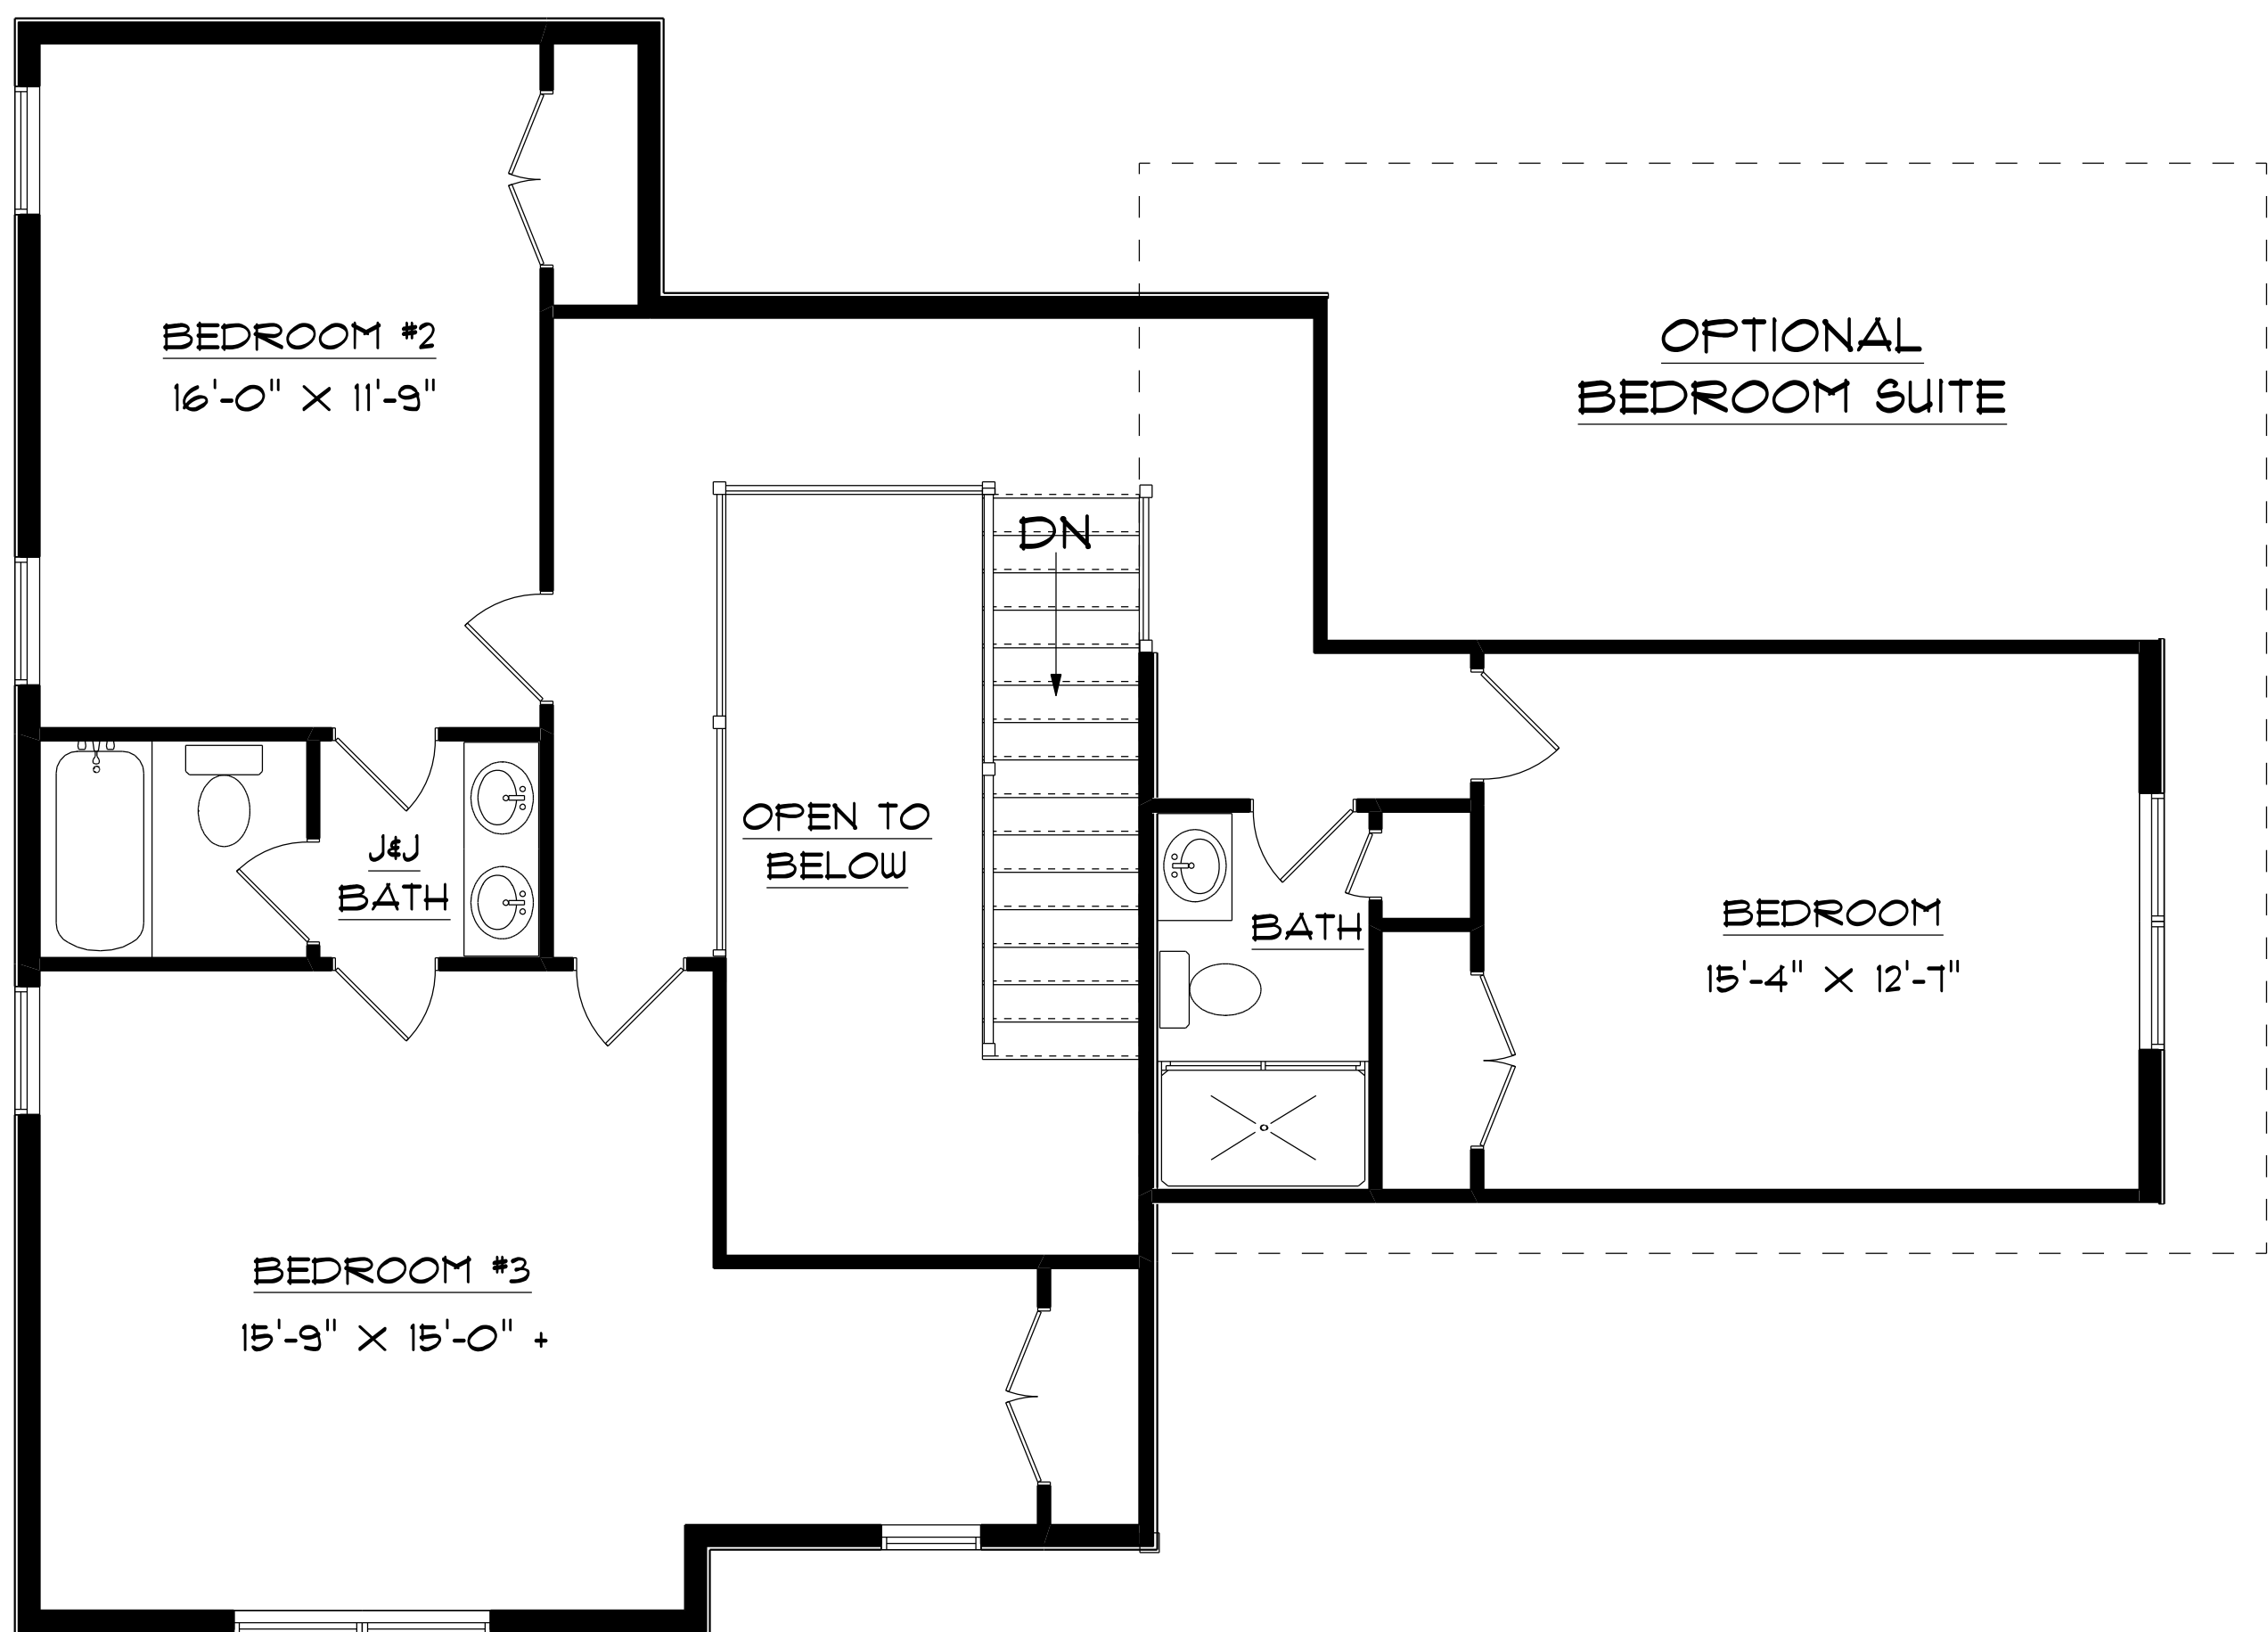 BEDROOM #2
16'-0" X 11'-9"
OPTIONAL
BEDROOM SUITE
DN
OPEN TO
BELOW
J&J
BATH
BATH
BEDROOM
15'-4" X 12'-7"
BEDROOM #3
15'-9" X 15'-0" +